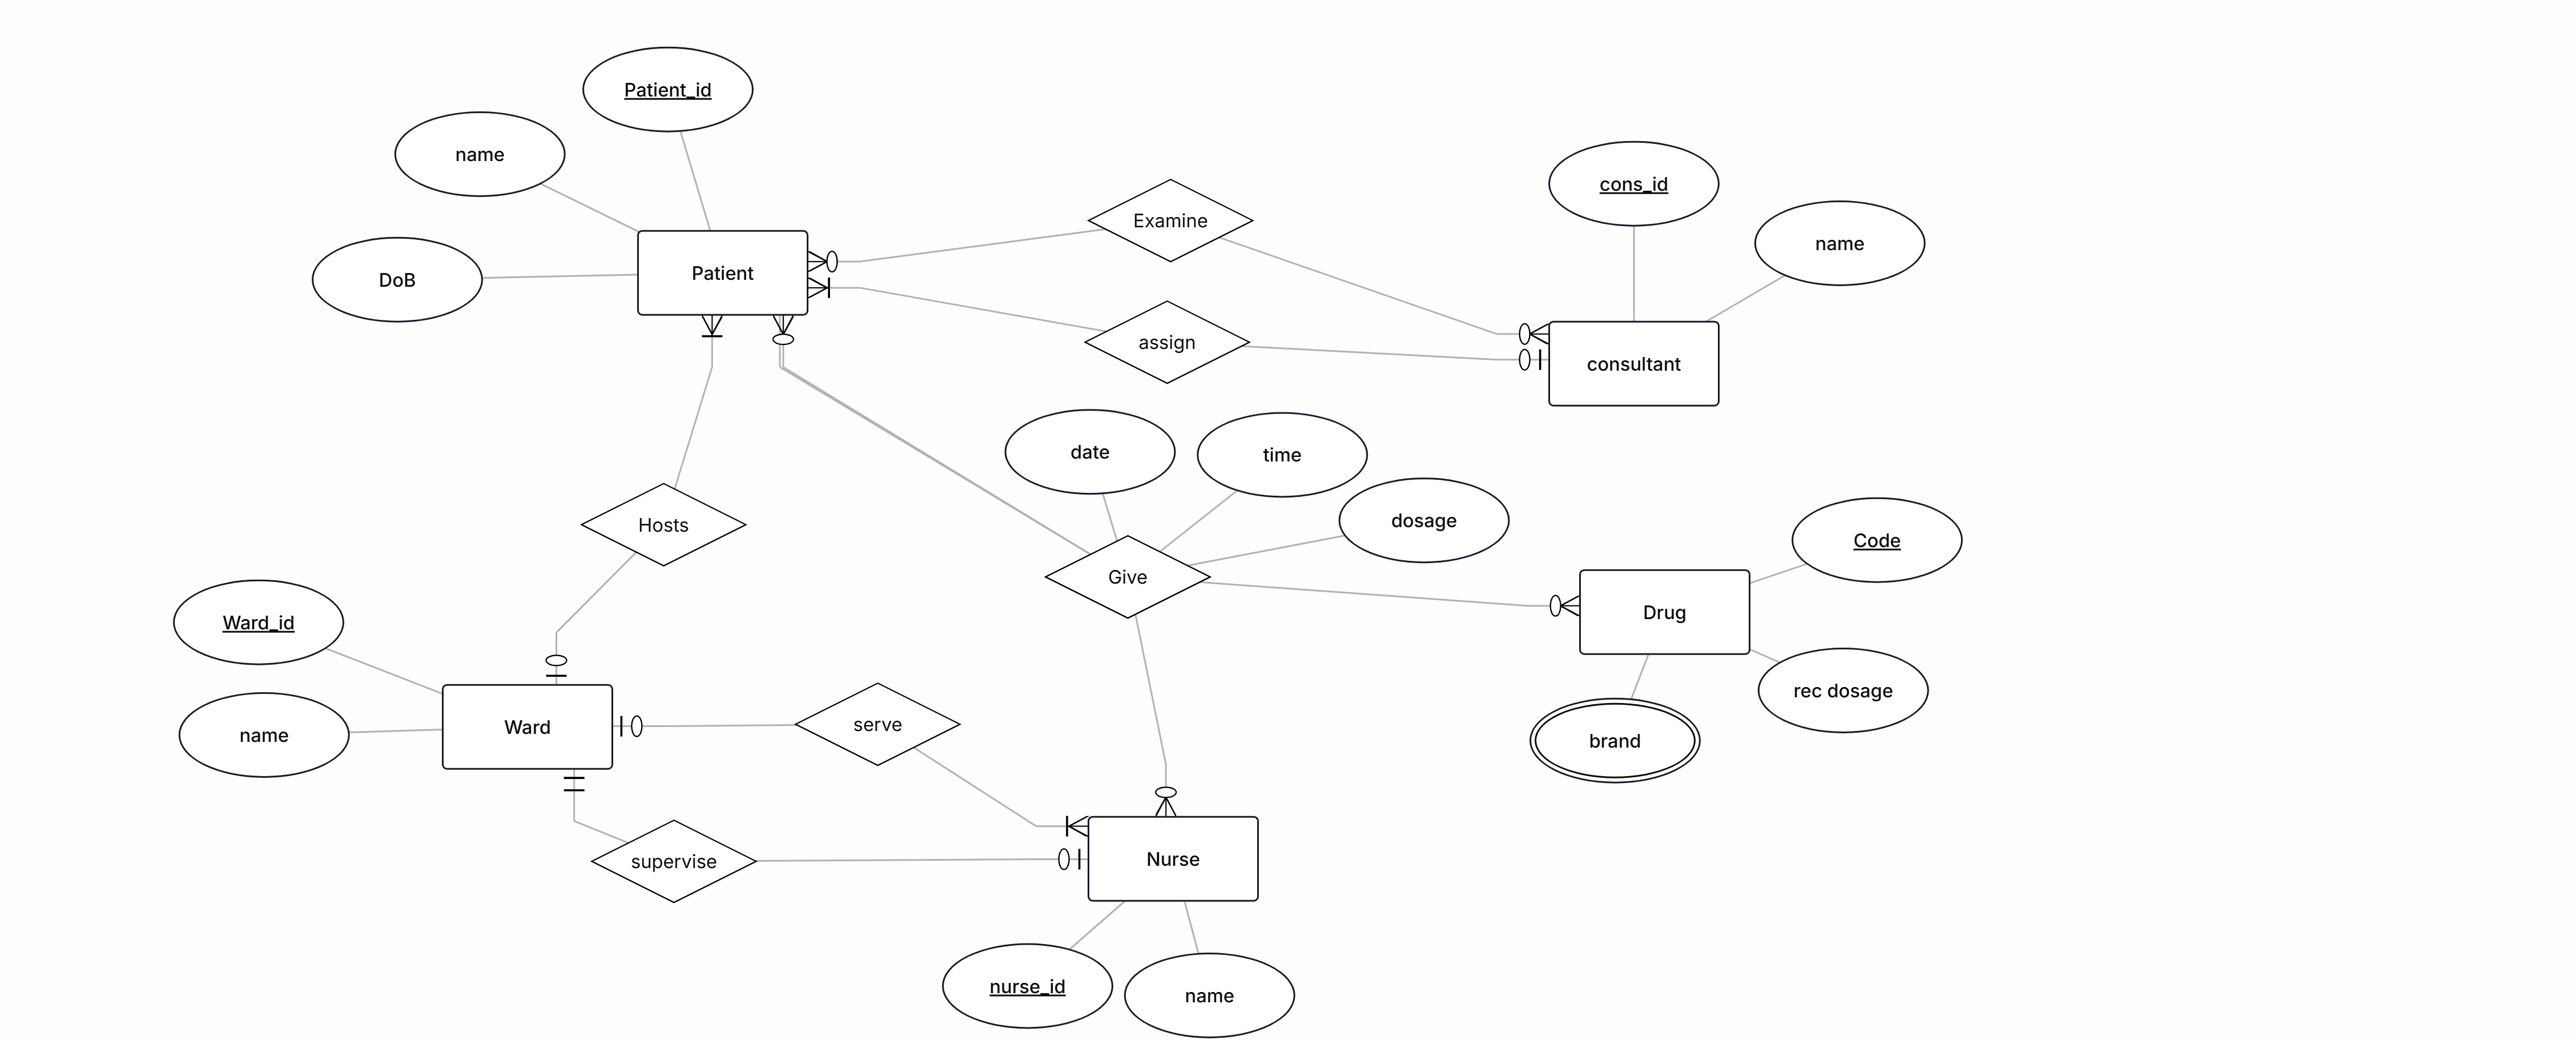 Patient_id
name
DoB
Patient
Examine
assign
cons_id
name
consultant
Hosts
date
time
dosage
Give
Code
Drug
rec dosage
brand
Ward_id
name
Ward
serve
supervise
Nurse
nurse_id
name